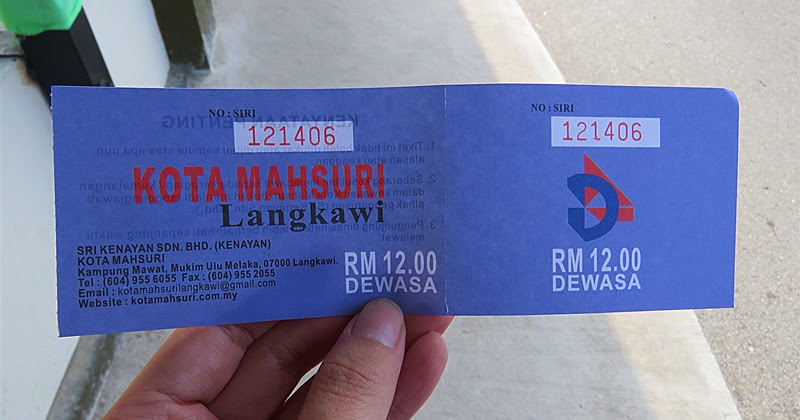 NO : SIRI
121406
KOTA MAHSURI
Langkawi
SRI KENAYAN SDN. BHD. (KENAYAN)
KOTA MAHSURI
Kampung Mawat, Mukim Ulu Melaka, 07000 Langkawi.
Tel : (604) 955 6055 Fax : (604) 955 2055
Email : kotamahsurilangkawi@gmail.com
Website : kotamahsuri.com.my
RM 12.00
DEWASA
NO : SIRI
121406
RM 12.00
DEWASA